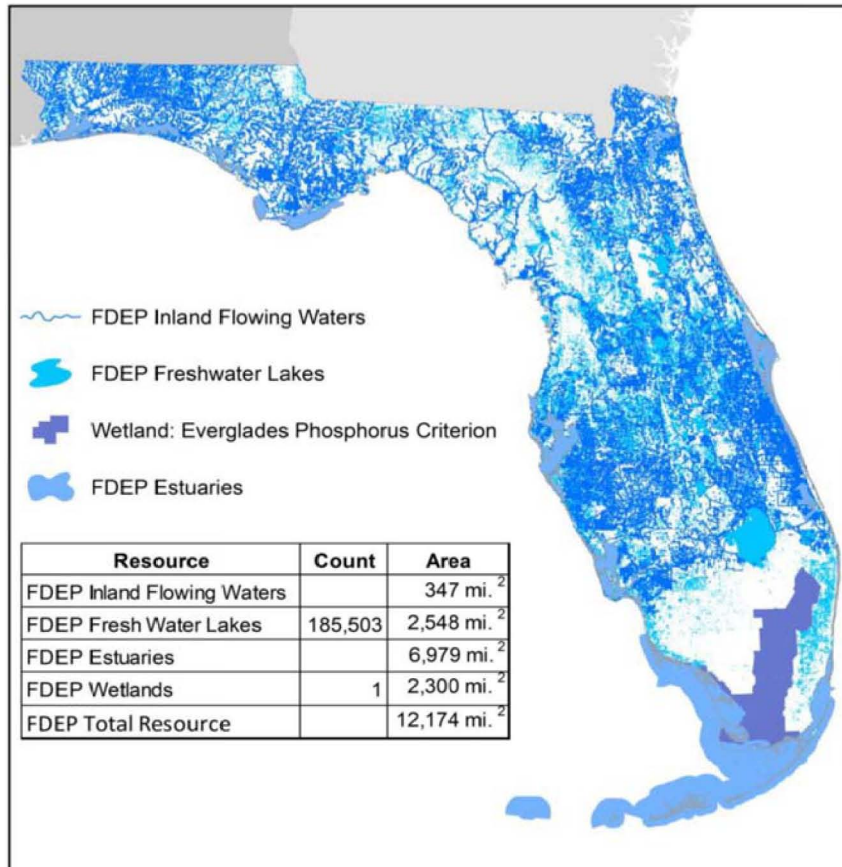 FDEP Inland Flowing Waters
FDEP Freshwater Lakes
Wetland: Everglades Phosphorus Criterion
FDEP Estuaries
Resource Count Area
FDEP Inland Flowing Waters 347 mi.²
FDEP Fresh Water Lakes 185,503 2,548 mi.²
FDEP Estuaries 6,979 mi.²
FDEP Wetlands 1 2,300 mi.²
FDEP Total Resource 12,174 mi.²